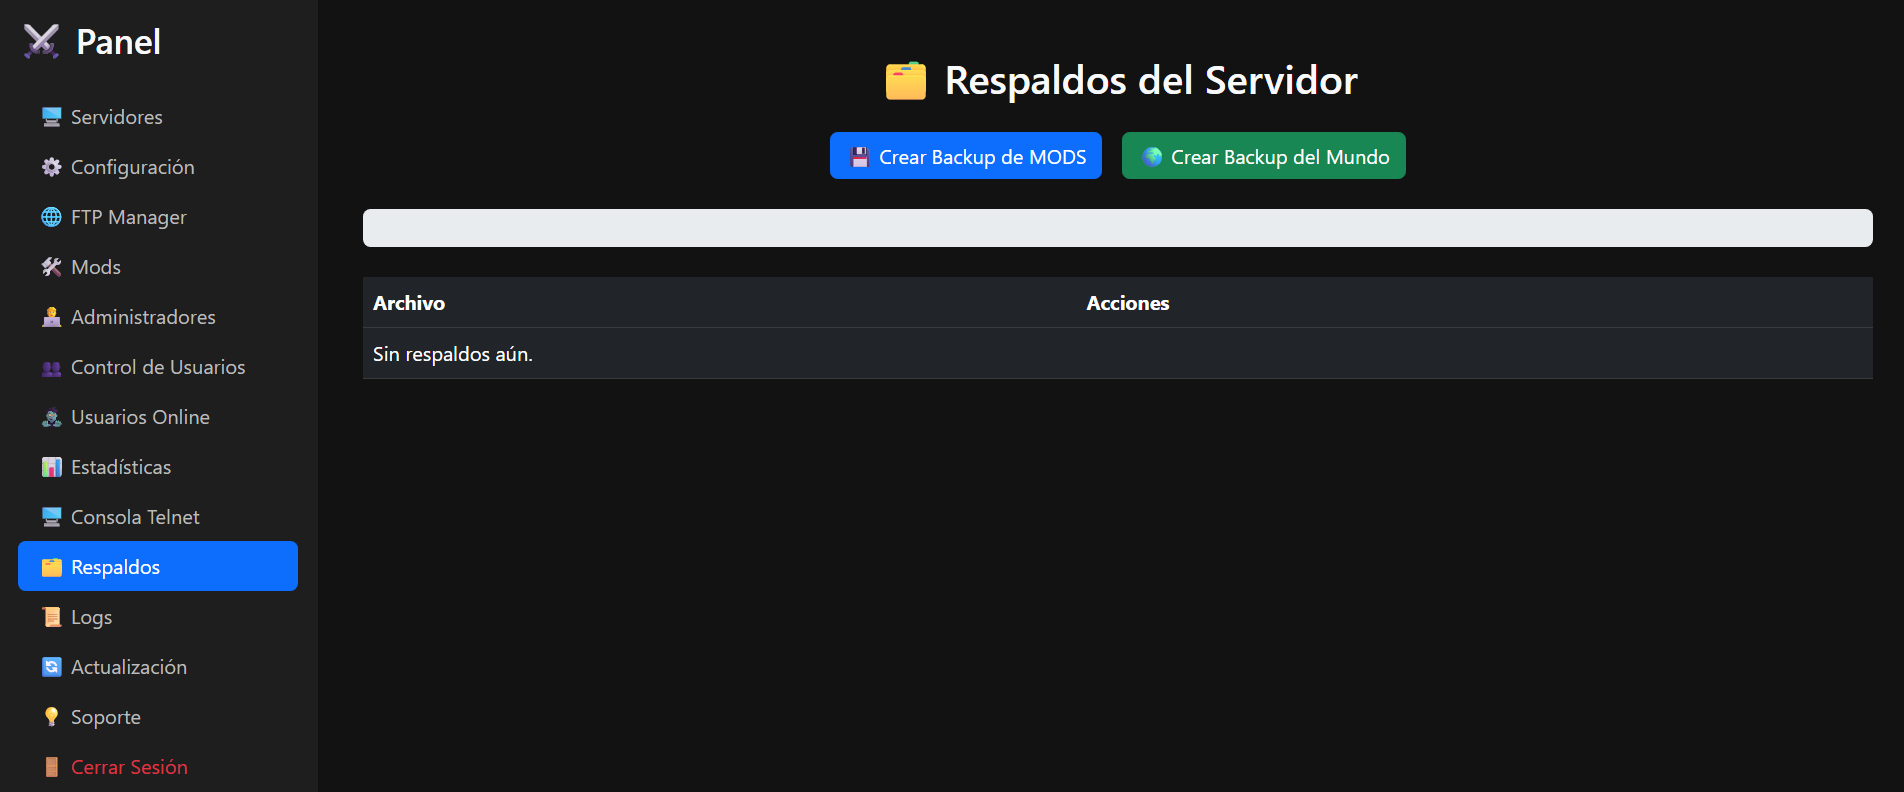 Panel
Servidores
Configuración
FTP Manager
Mods
Administradores
Control de Usuarios
Usuarios Online
Estadísticas
Consola Telnet
Respaldos
Logs
Actualización
Soporte
Cerrar Sesión
Respaldos del Servidor
Crear Backup de MODS
Crear Backup del Mundo
Archivo Acciones
Sin respaldos aún.